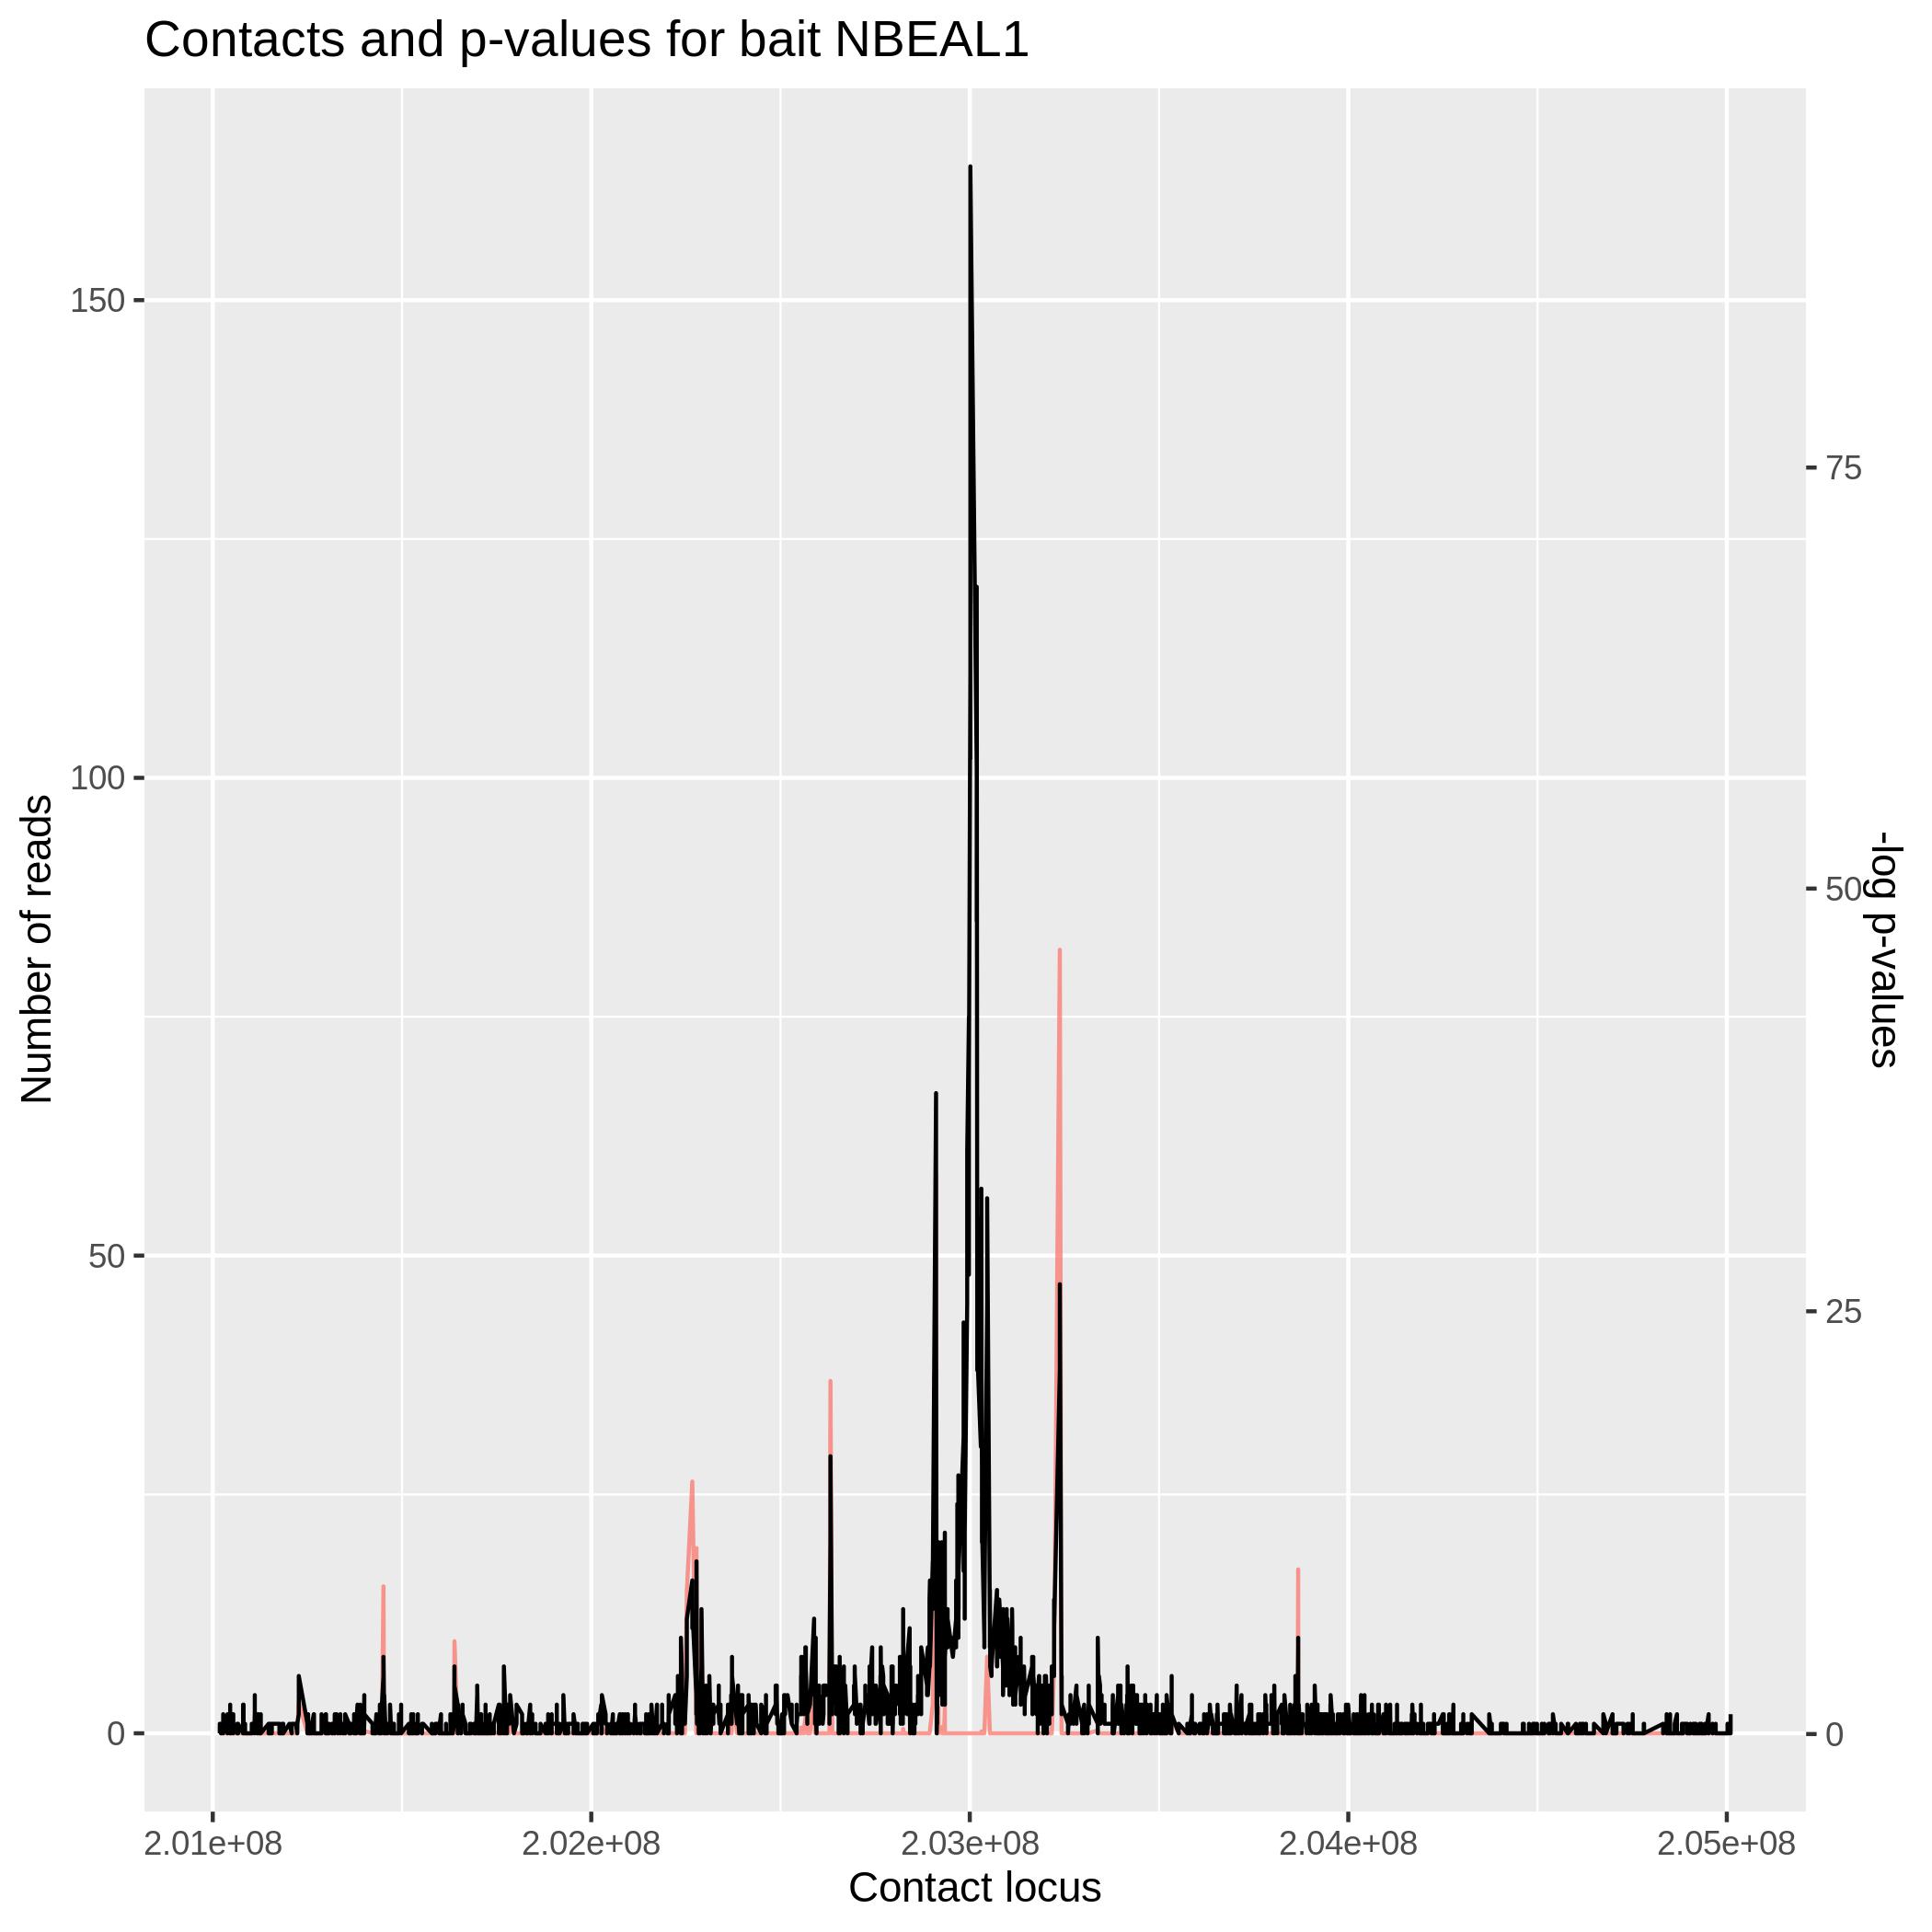 Contacts and p-values for bait NBEAL1
150
100
50
0
Number of reads
75
50
25
0
-log p-values
2.01e+08
2.02e+08
2.03e+08
2.04e+08
2.05e+08
Contact locus